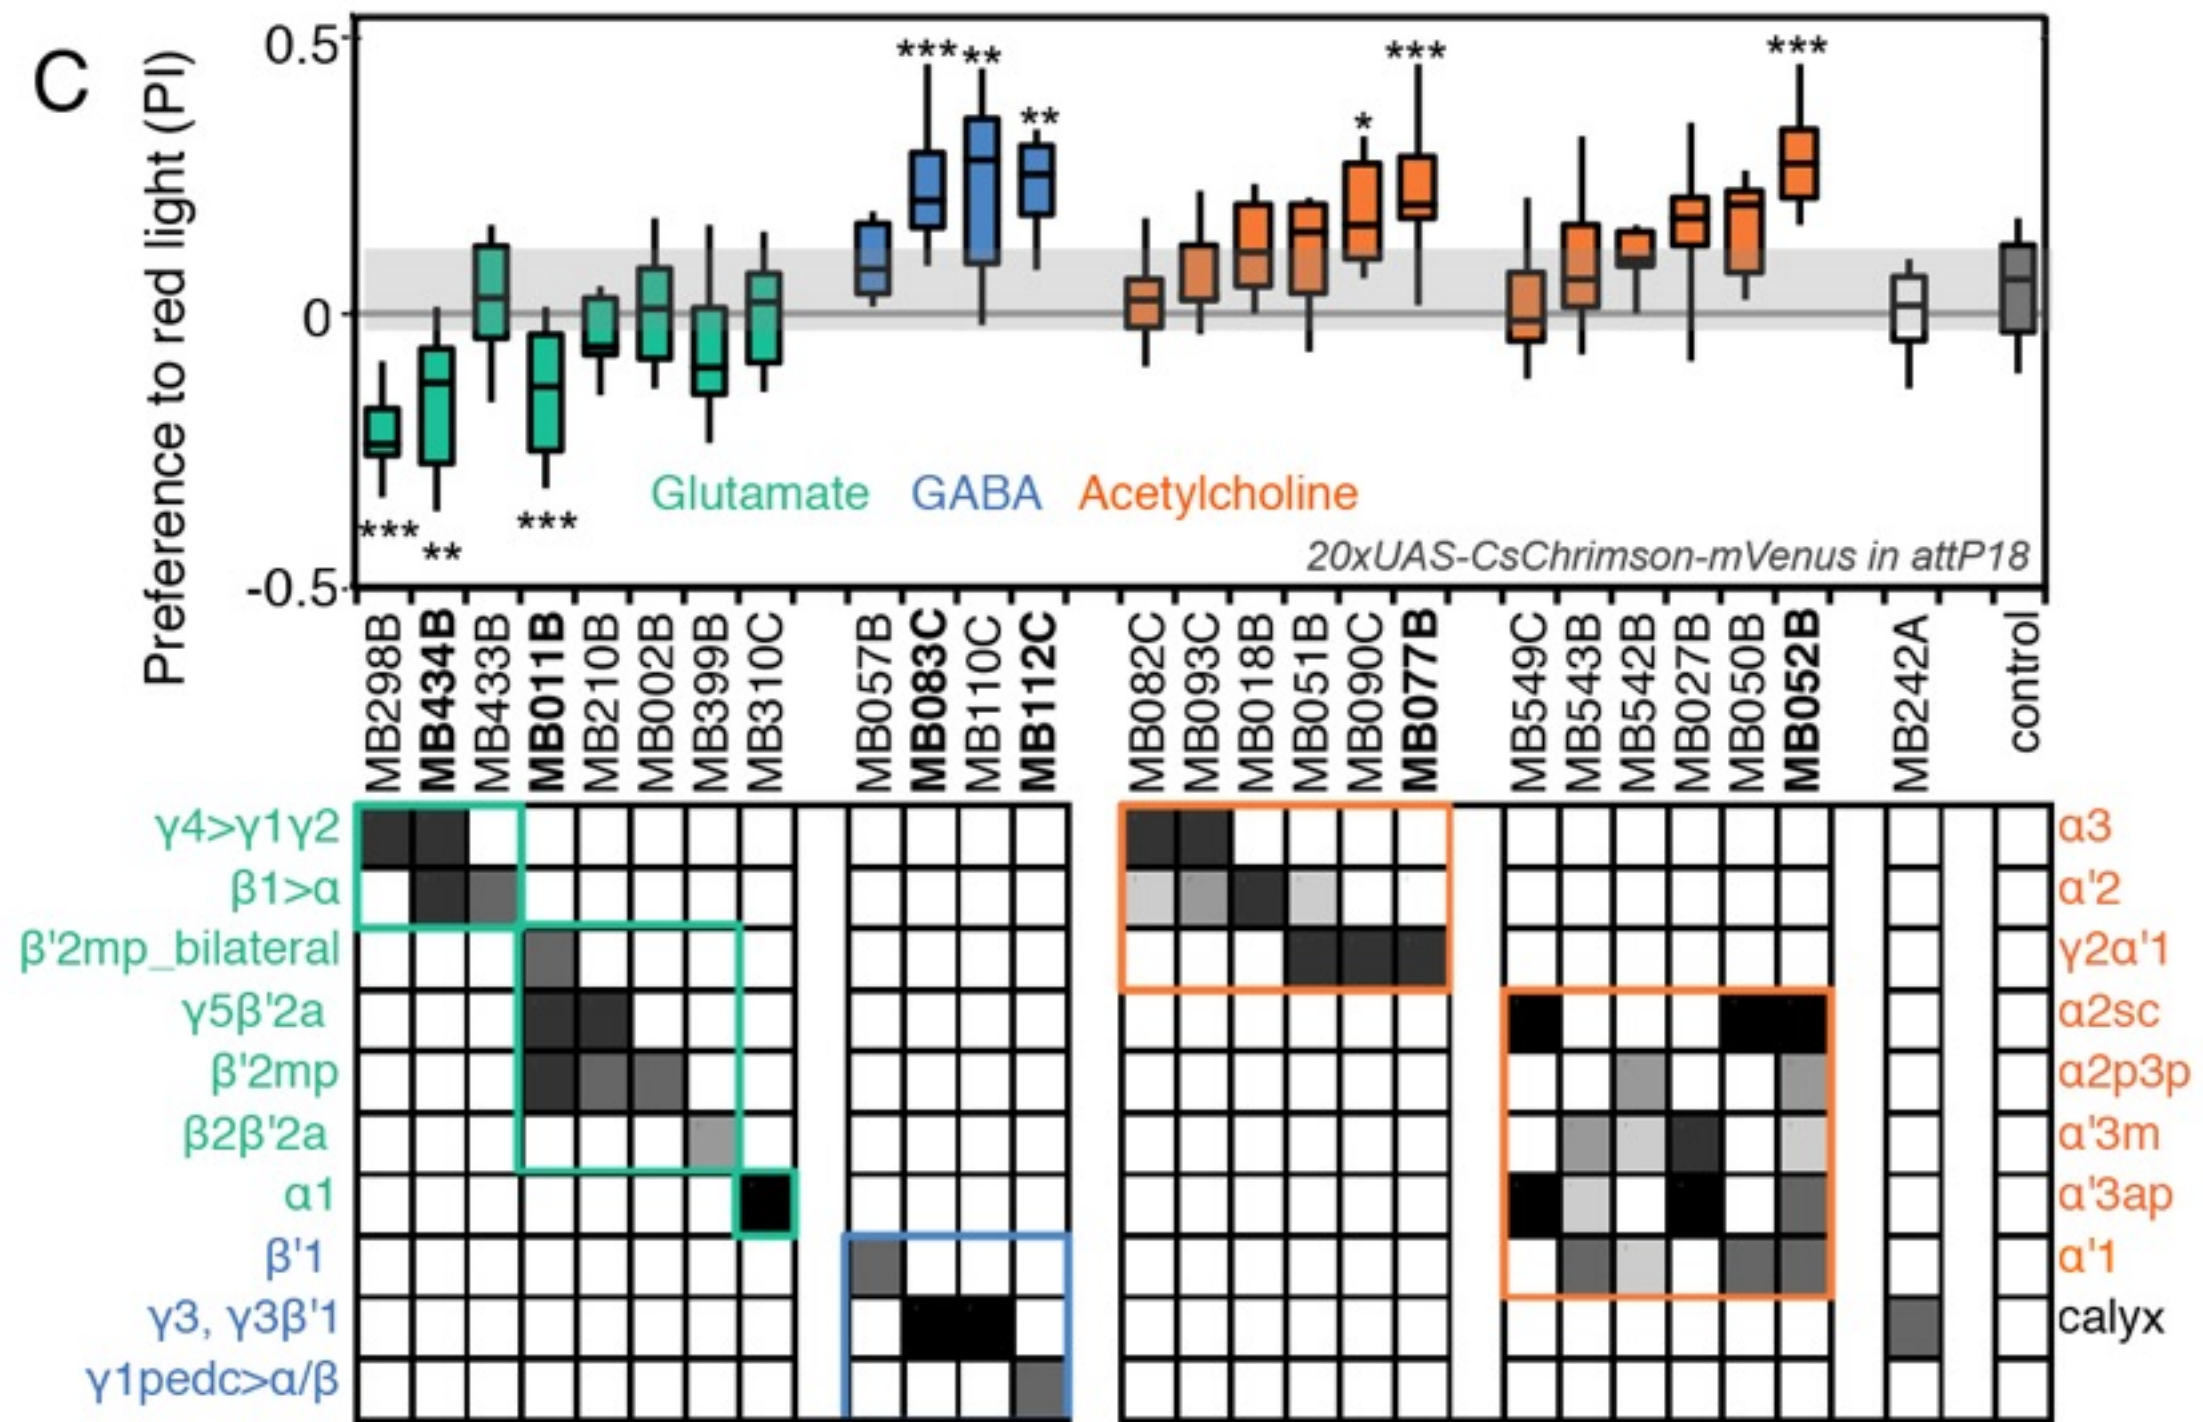 C
Preference to red light (PI)
0.5
0
-0.5
*** ** *** *** ** ** * *** ***
Glutamate GABA Acetylcholine
20xUAS-CsChrimson-mVenus in attP18
MB298B
MB434B
MB433B
MB011B
MB210B
MB002B
MB399B
MB310C
MB057B
MB083C
MB110C
MB112C
MB082C
MB093C
MB018B
MB051B
MB090C
MB077B
MB549C
MB543B
MB542B
MB027B
MB050B
MB052B
MB242A
control
γ4>γ1γ2
β1>α
β'2mp_bilateral
γ5β'2a
β'2mp
β2β'2a
α1
β'1
γ3, γ3β'1
γ1pedc>α/β
α3
α'2
γ2α'1
α2sc
α2p3p
α'3m
α'3ap
α'1
calyx